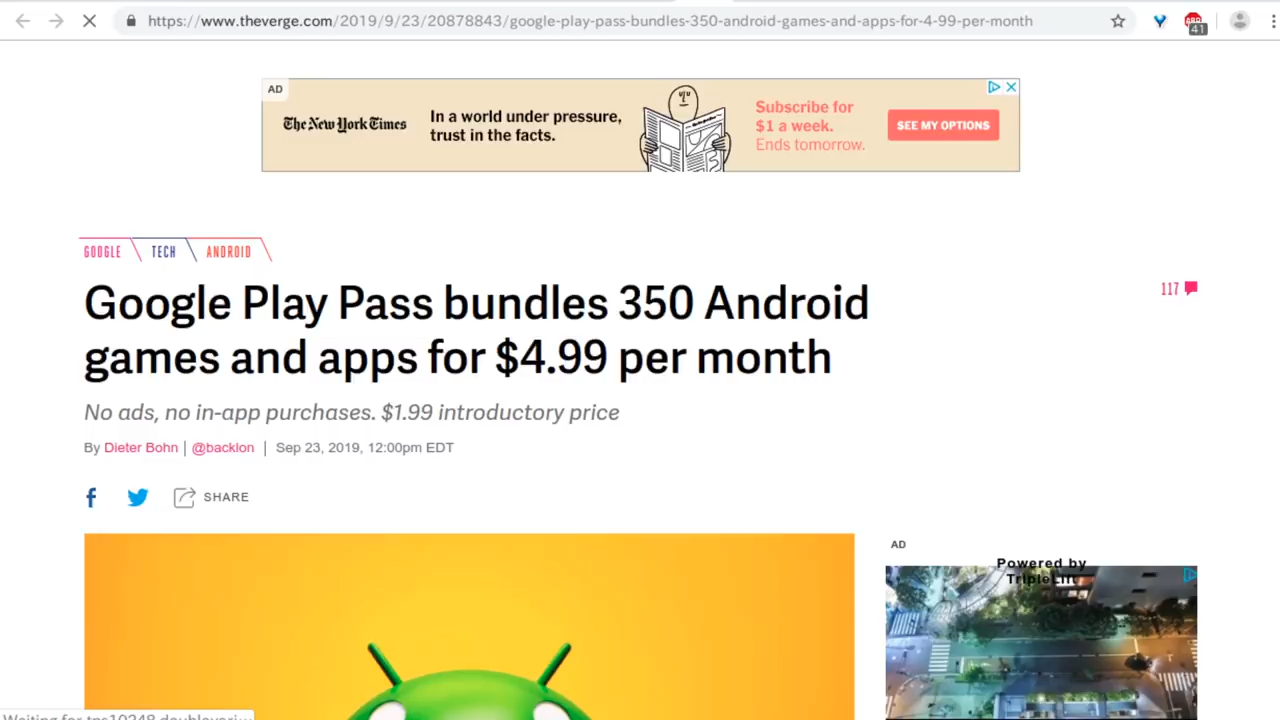 https://www.theverge.com/2019/9/23/20878843/google-play-pass-bundles-350-android-games-and-apps-for-4-99-per-month
41
AD
The New York Times
In a world under pressure,
trust in the facts.
Subscribe for
$1 a week.
Ends tomorrow.
SEE MY OPTIONS
GOOGLE
TECH
ANDROID
Google Play Pass bundles 350 Android
games and apps for $4.99 per month
117
No ads, no in-app purchases. $1.99 introductory price
By Dieter Bohn | @backlon | Sep 23, 2019, 12:00pm EDT
SHARE
AD
Powered by
TripleLift
Waiting for